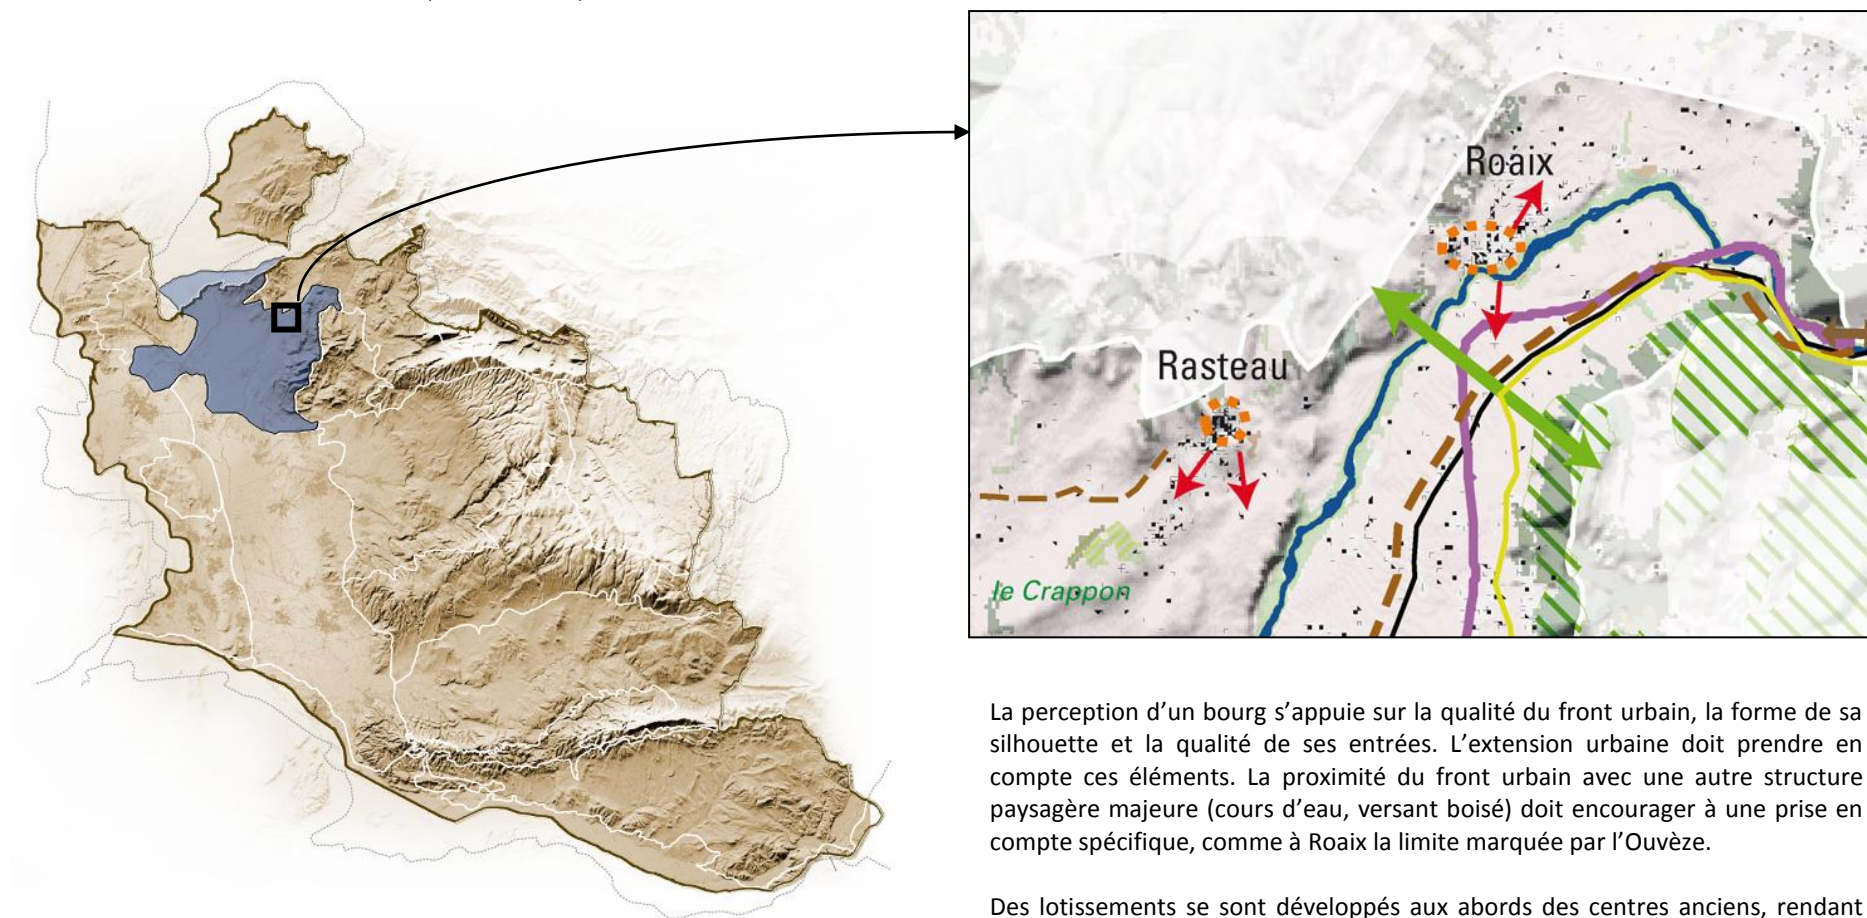 Roaix
Rasteau
le Crappon
La perception d’un bourg s’appuie sur la qualité du front urbain, la forme de sa
silhouette et la qualité de ses entrées. L’extension urbaine doit prendre en
compte ces éléments. La proximité du front urbain avec une autre structure
paysagère majeure (cours d’eau, versant boisé) doit encourager à une prise en
compte spécifique, comme à Roaix la limite marquée par l’Ouvèze.
Des lotissements se sont développés aux abords des centres anciens, rendant